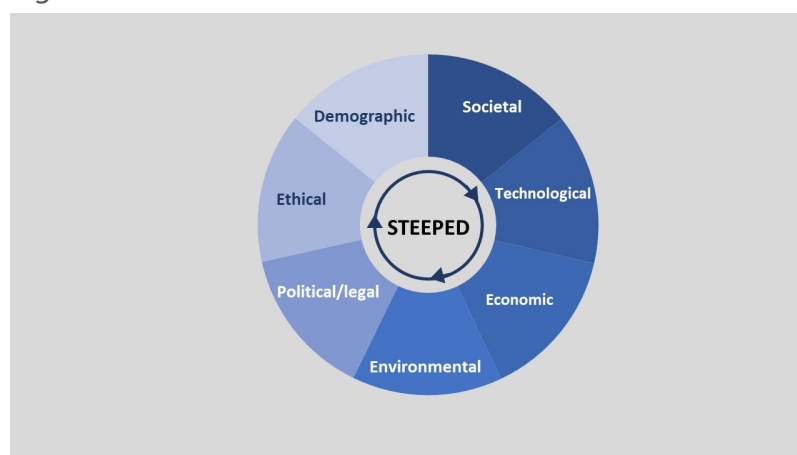 Societal
Technological
Economic
Environmental
Political/legal
Ethical
Demographic
STEEPED